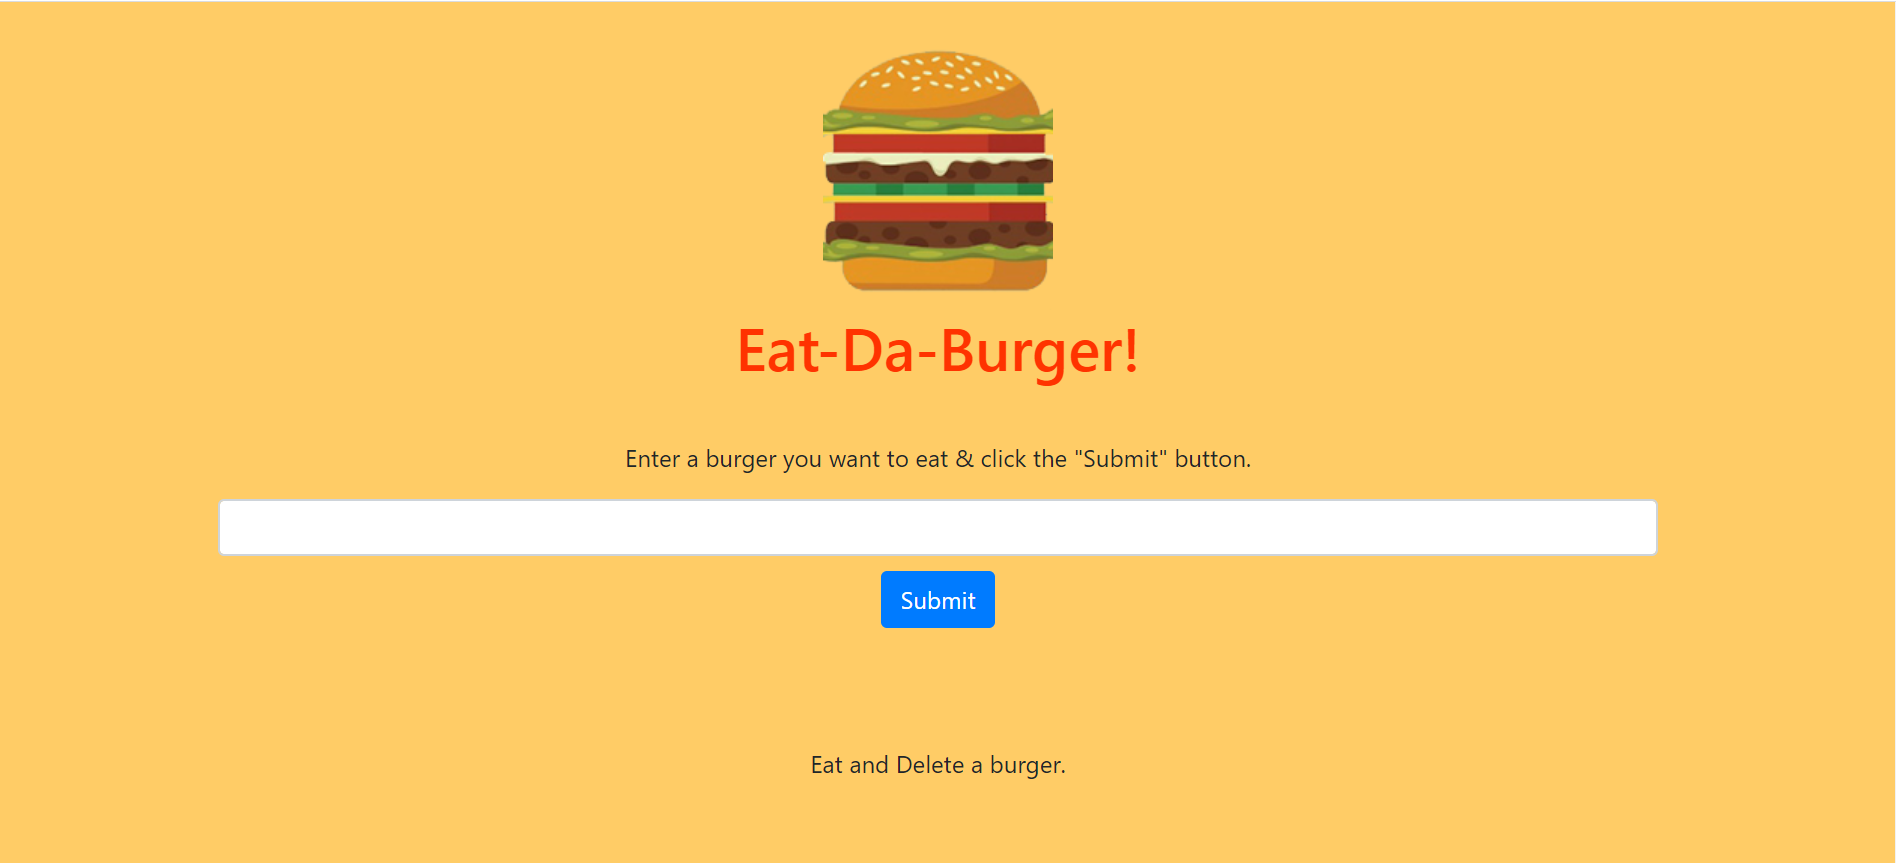 Eat-Da-Burger!
Enter a burger you want to eat & click the "Submit" button.
Submit
Eat and Delete a burger.